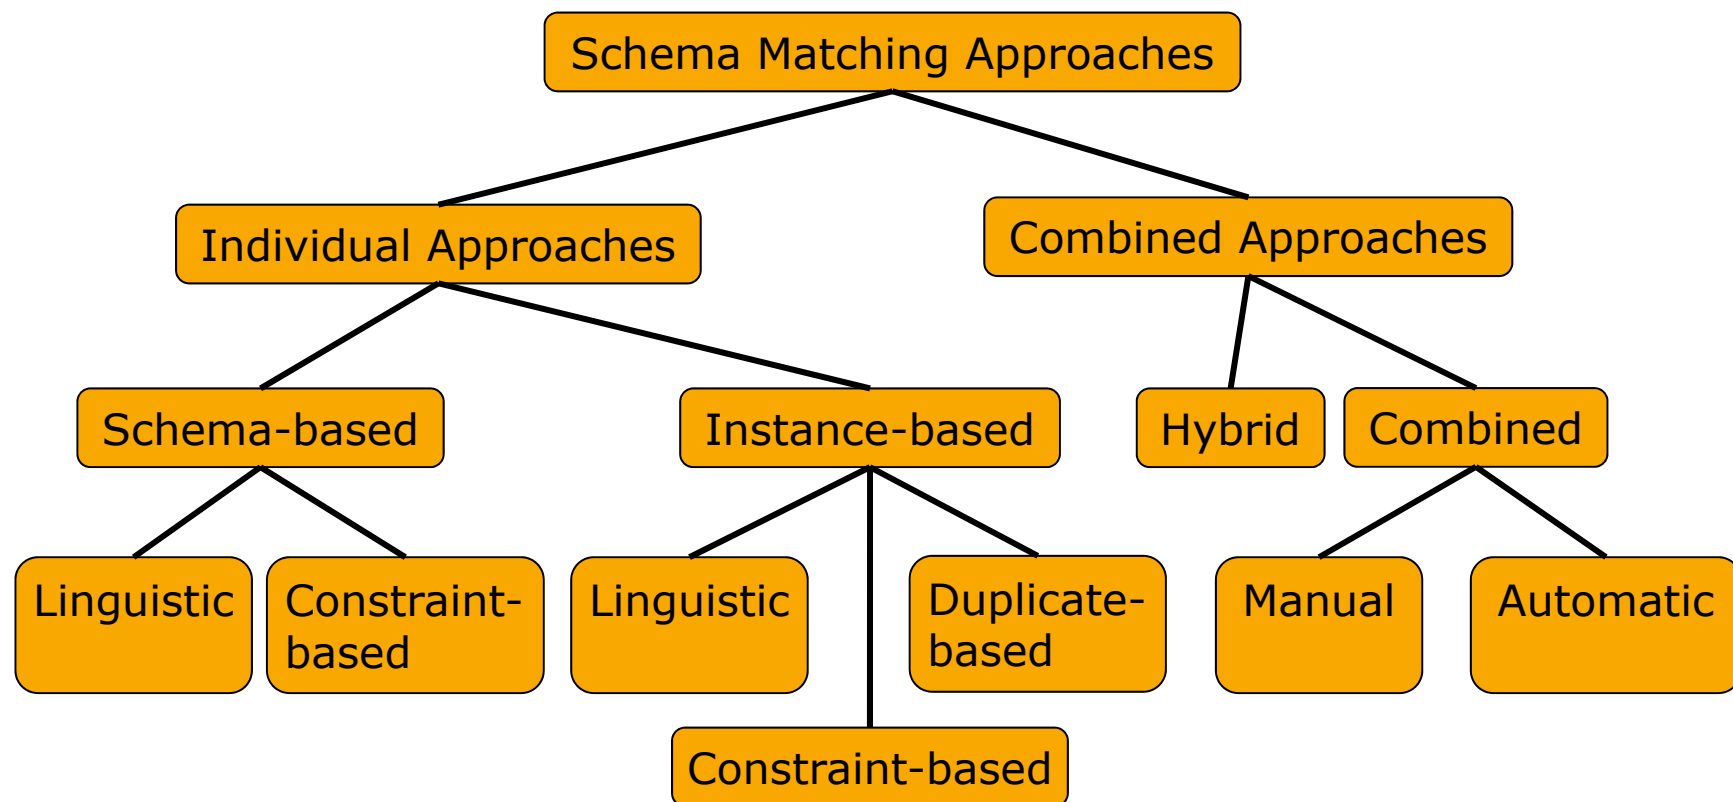 Schema Matching Approaches
Individual Approaches
Combined Approaches
Schema-based
Instance-based
Hybrid
Combined
Linguistic
Constraint-
based
Linguistic
Duplicate-
based
Manual
Automatic
Constraint-based